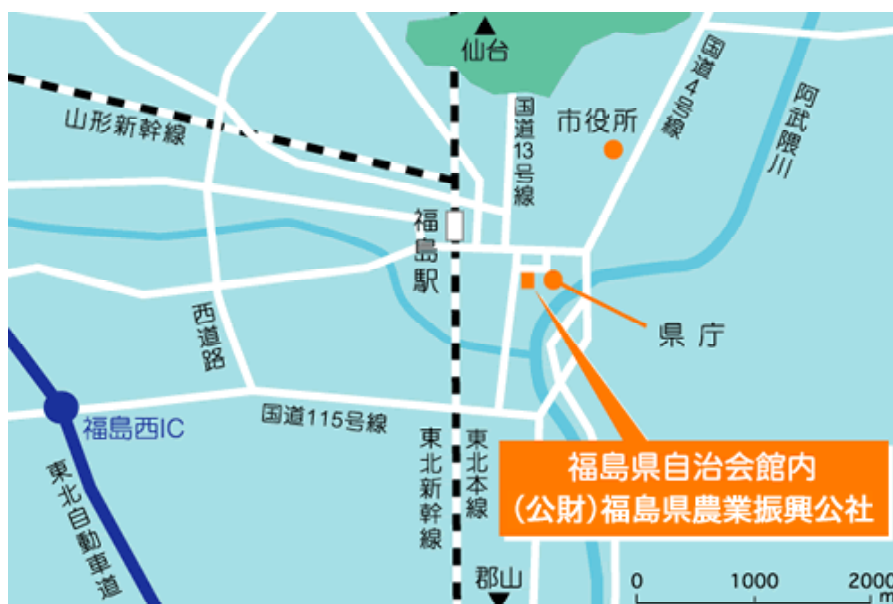 仙台
国道4号線
国道13号線
市役所
阿武隈川
山形新幹線
福島駅
西道路
県庁
福島西IC
国道115号線
東北自動車道
東北新幹線
東北本線
福島県自治会館内
(公財)福島県農業振興公社
郡山
0 1000 2000
m